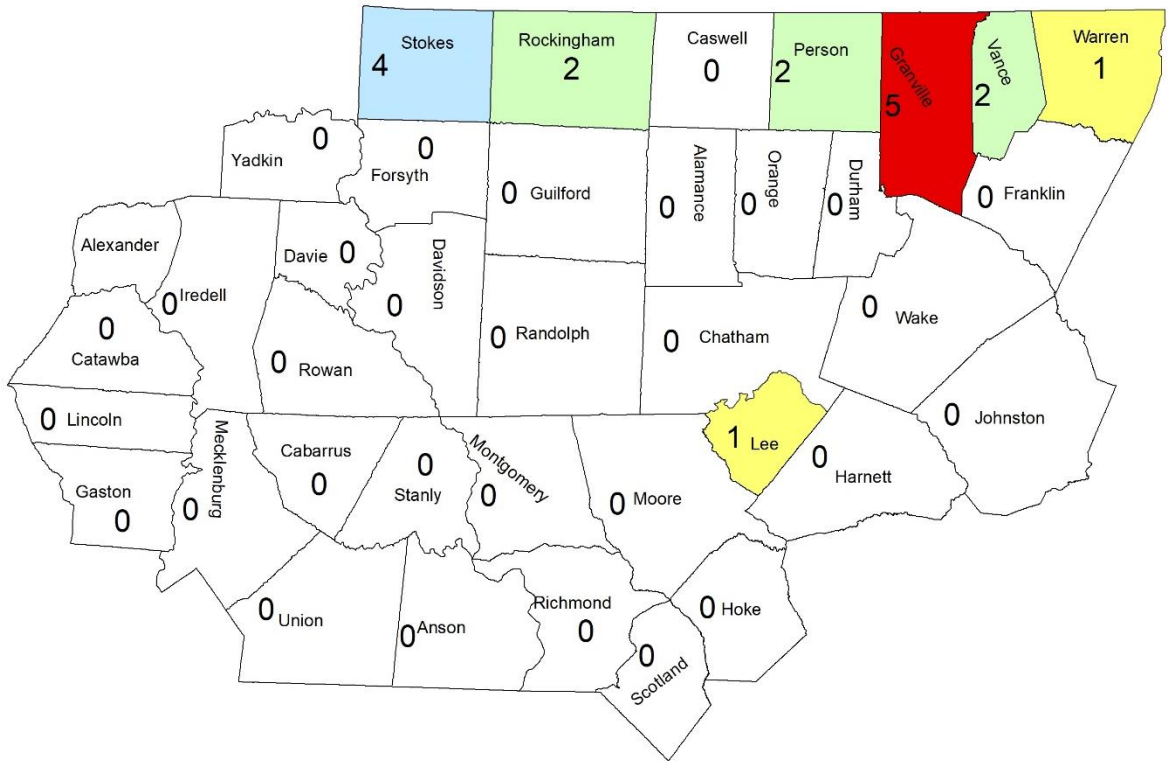 Stokes
4
Rockingham
2
Caswell
0
Person
2
Granville
5
Vance
2
Warren
1
Yadkin
0
Forsyth
0
Guilford
0
Alamance
0
Orange
0
Durham
0
Franklin
0
Alexander
Iredell
0
Davie
0
Davidson
0
Randolph
0
Chatham
0
Wake
0
Catawba
0
Rowan
0
Lincoln
0
Mecklenburg
0
Cabarrus
0
Stanly
0
Montgomery
0
Moore
0
1 Lee
Harnett
0
Johnston
0
Gaston
0
Union
0
Anson
0
Richmond
0
Scotland
0
Hoke
0